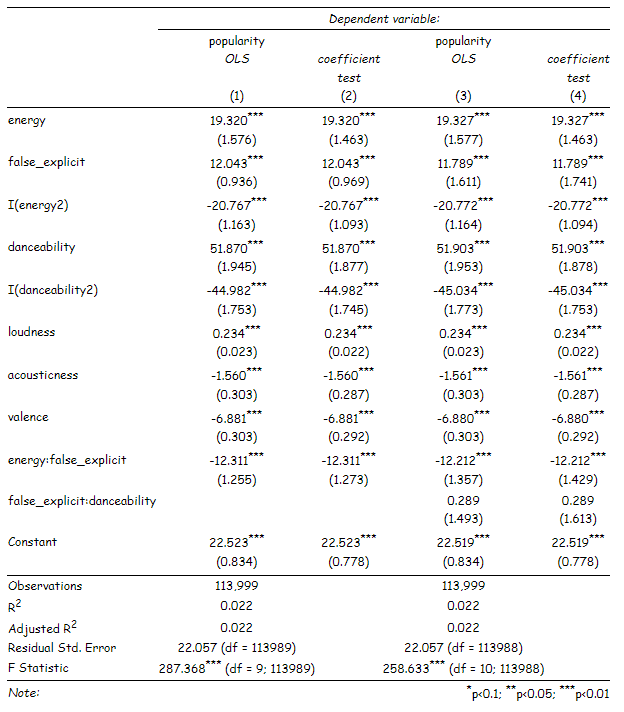 Dependent variable:
popularity popularity
OLS coefficient OLS coefficient
test test
(1) (2) (3) (4)
energy 19.320*** 19.320*** 19.327*** 19.327***
(1.576) (1.463) (1.577) (1.463)
false_explicit 12.043*** 12.043*** 11.789*** 11.789***
(0.936) (0.969) (1.611) (1.741)
I(energy2) -20.767*** -20.767*** -20.772*** -20.772***
(1.163) (1.093) (1.164) (1.094)
danceability 51.870*** 51.870*** 51.903*** 51.903***
(1.945) (1.877) (1.953) (1.878)
I(danceability2) -44.982*** -44.982*** -45.034*** -45.034***
(1.753) (1.745) (1.773) (1.753)
loudness 0.234*** 0.234*** 0.234*** 0.234***
(0.023) (0.022) (0.023) (0.022)
acousticness -1.560*** -1.560*** -1.561*** -1.561***
(0.303) (0.287) (0.303) (0.287)
valence -6.881*** -6.881*** -6.880*** -6.880***
(0.303) (0.292) (0.303) (0.292)
energy:false_explicit -12.311*** -12.311*** -12.212*** -12.212***
(1.255) (1.273) (1.357) (1.429)
false_explicit:danceability 0.289 0.289
(1.493) (1.613)
Constant 22.523*** 22.523*** 22.519*** 22.519***
(0.834) (0.778) (0.834) (0.778)
Observations 113,999 113,999
R2 0.022 0.022
Adjusted R2 0.022 0.022
Residual Std. Error 22.057 (df = 113989) 22.057 (df = 113988)
F Statistic 287.368*** (df = 9; 113989) 258.633*** (df = 10; 113988)
Note: *p<0.1; **p<0.05; ***p<0.01